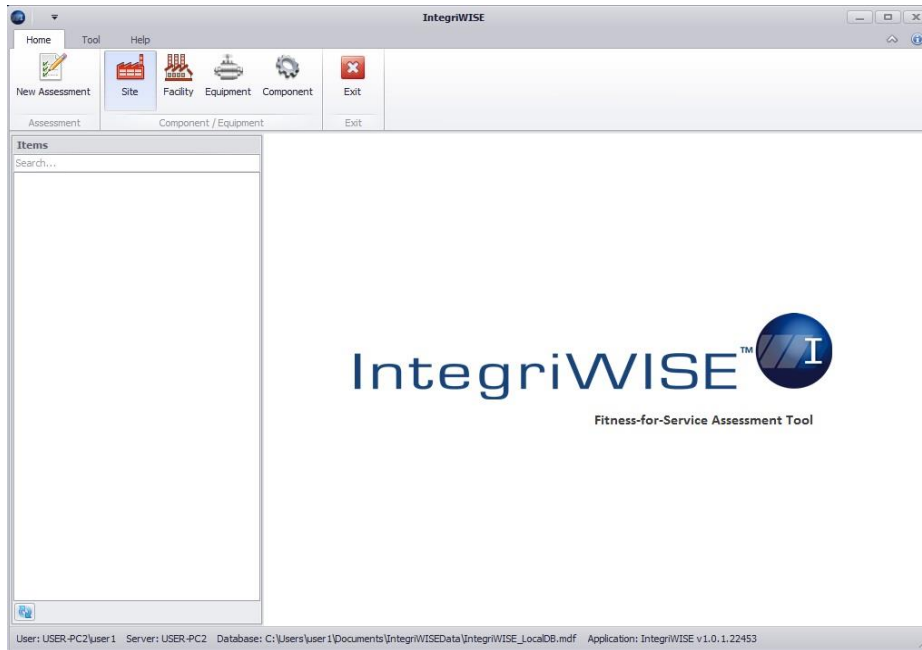 IntegriWISE
Home Tool Help
New Assessment Site Facility Equipment Component Exit
Assessment Component / Equipment Exit
Items
Search...
IntegriWISE™ I
Fitness-for-Service Assessment Tool
User: USER-PC2\user1 Server: USER-PC2 Database: C:\Users\user1\Documents\IntegriWISEData\IntegriWISE_LocalDB.mdf Application: IntegriWISE v1.0.1.22453